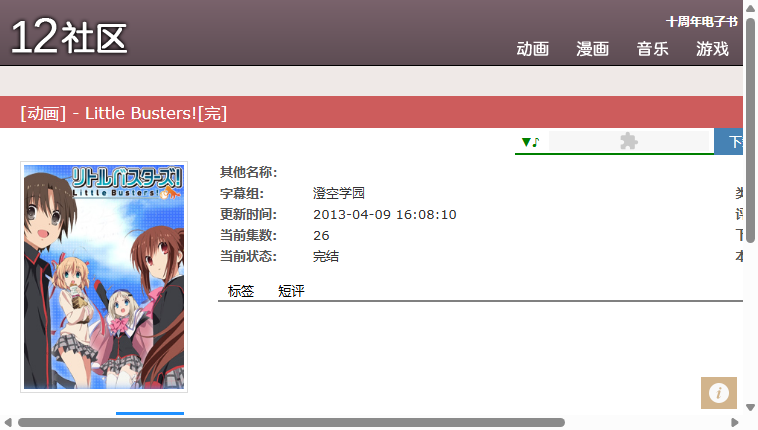 12社区
十周年电子书
动画 漫画 音乐 游戏
[动画] - Little Busters![完]
▼♪
下
リトルバスターズ!
Little Busters!
其他名称:
字幕组: 澄空学园
更新时间: 2013-04-09 16:08:10
当前集数: 26
当前状态: 完结
下
本
标签 短评
i